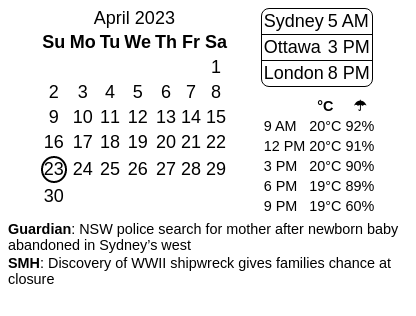 April 2023
Su Mo Tu We Th Fr Sa
1
2 3 4 5 6 7 8
9 10 11 12 13 14 15
16 17 18 19 20 21 22
23 24 25 26 27 28 29
30
Sydney 5 AM
Ottawa 3 PM
London 8 PM
°C ☂
9 AM 20°C 92%
12 PM 20°C 91%
3 PM 20°C 90%
6 PM 19°C 89%
9 PM 19°C 60%
Guardian: NSW police search for mother after newborn baby
abandoned in Sydney’s west
SMH: Discovery of WWII shipwreck gives families chance at
closure